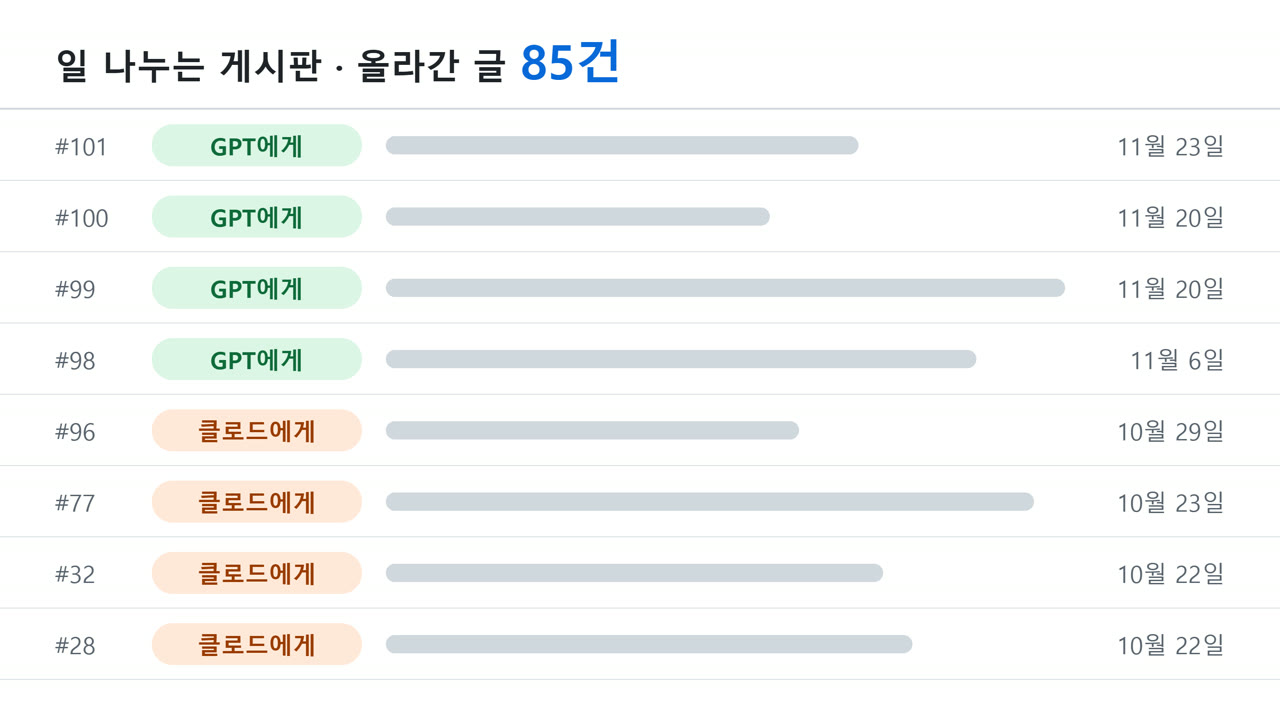 일 나누는 게시판 · 올라간 글 85건
#101 GPT에게 11월 23일
#100 GPT에게 11월 20일
#99 GPT에게 11월 20일
#98 GPT에게 11월 6일
#96 클로드에게 10월 29일
#77 클로드에게 10월 23일
#32 클로드에게 10월 22일
#28 클로드에게 10월 22일